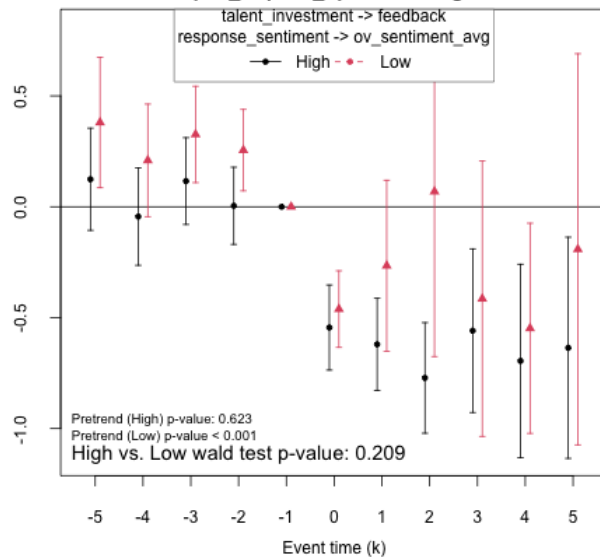 talent_investment -> feedback
response_sentiment -> ov_sentiment_avg
High Low
0.5
0.0
-0.5
-1.0
Pretrend (High) p-value: 0.623
Pretrend (Low) p-value < 0.001
High vs. Low wald test p-value: 0.209
-5 -4 -3 -2 -1 0 1 2 3 4 5
Event time (k)